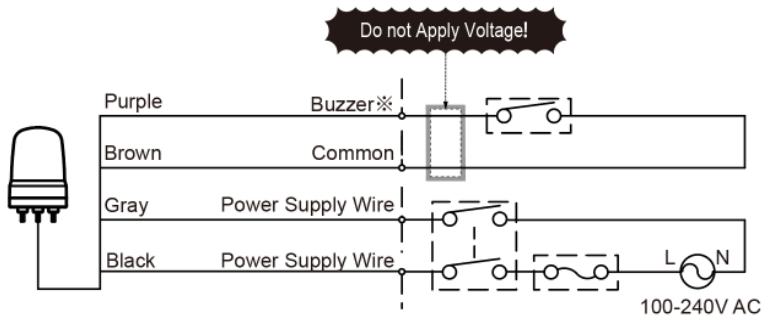 Do not Apply Voltage!
Purple Buzzer※
Brown Common
Gray Power Supply Wire
Black Power Supply Wire
L N
100-240V AC